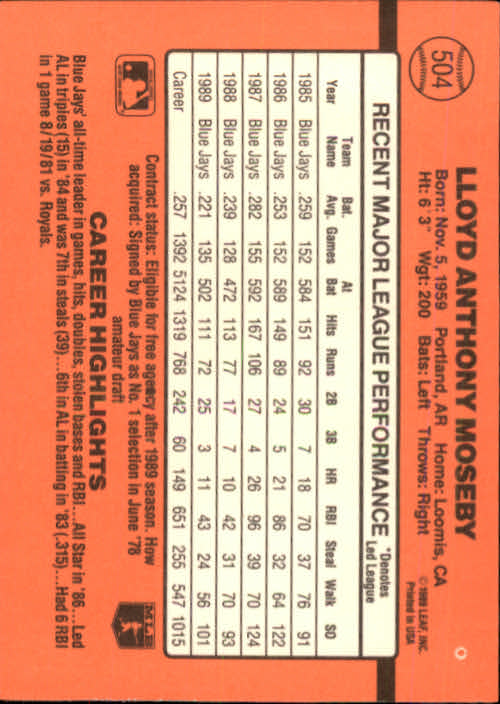 504
LLOYD ANTHONY MOSEBY
Born: Nov. 5, 1959 Portland, AR Home: Loomis, CA
Ht: 6'3" Wgt: 200 Bats: Left Throws: Right
© 1989 LEAF, INC.
Printed in USA
RECENT MAJOR LEAGUE PERFORMANCE *Denotes Led League
Year Team Name Bat. Avg. Games At Bat Hits Runs 2B 3B HR RBI Steal Walk SO
1985 Blue Jays .259 152 584 151 92 30 7 18 70 37 76 91
1986 Blue Jays .253 152 589 149 89 24 5 21 86 32 64 122
1987 Blue Jays .282 155 592 167 106 27 4 26 96 39 70 124
1988 Blue Jays .239 128 472 113 77 17 7 10 42 31 70 93
1989 Blue Jays .221 135 502 111 72 25 3 11 43 24 56 101
Career .257 1392 5124 1319 768 242 60 149 651 255 547 1015
Contract status: Eligible for free agency after 1989 season. How
acquired: Signed by Blue Jays as No. 1 selection in June '78
amateur draft
MLB
CAREER HIGHLIGHTS
Blue Jays' all-time leader in games, hits, doubles, stolen bases and RBI...All Star in '86...Led
AL in triples (15) in '84 and was 7th in steals (39)...6th in AL in batting in '83 (.315)...Had 6 RBI
in 1 game 8/19/81 vs. Royals.